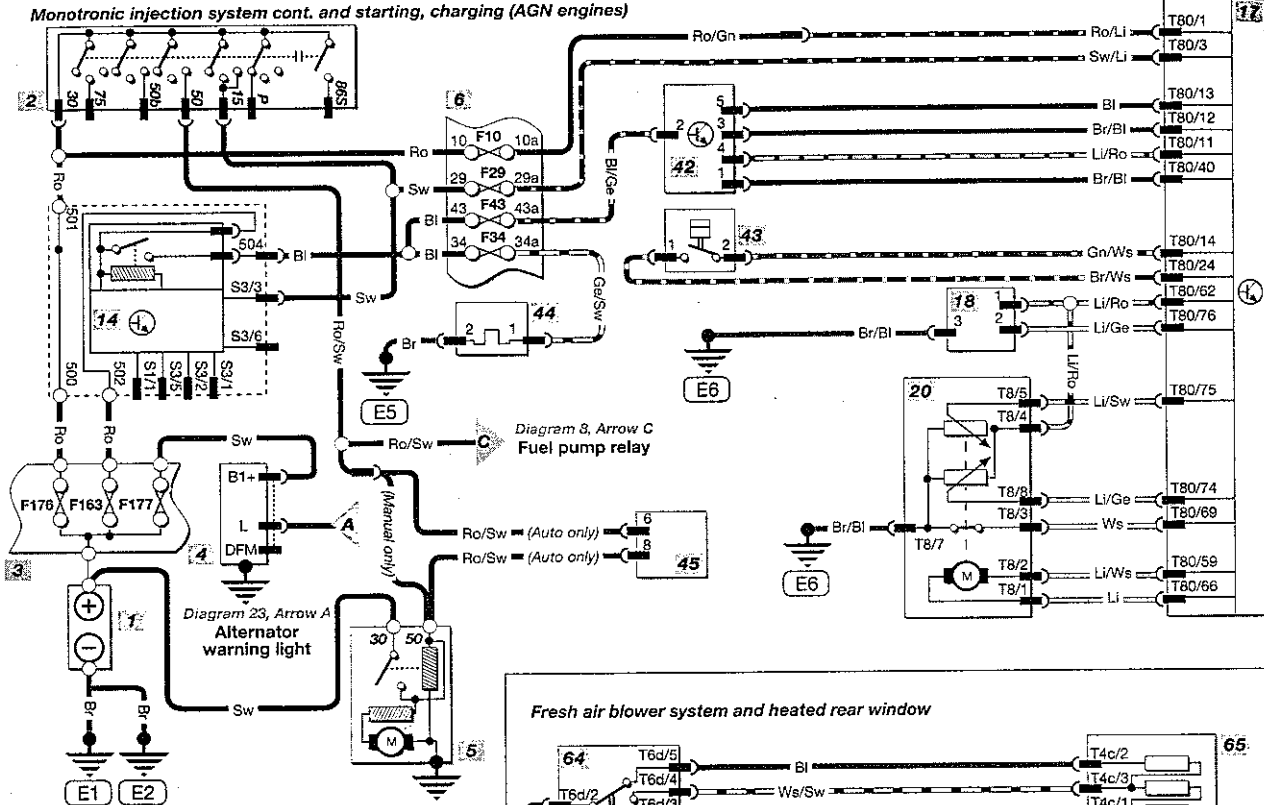 Monotronic injection system cont. and starting, charging (AGN engines)
17
2
30
75
50b
50
15
P
86S
6
Ro/Gn
Ro/Li
T80/1
Sw/Li
T80/3
Ro
10
F10
10a
Sw
29
F29
29a
Bl
43
F43
43a
Bl
34
F34
34a
Bl/Ge
2
5
3
4
1
42
Bl
T80/13
Br/Bl
T80/12
Li/Ro
T80/11
Br/Bl
T80/40
1
2
43
Gn/Ws
T80/14
Br/Ws
T80/24
Ro
501
504
Bl
S3/3
Sw
14
S3/6
500
502
S1/1
S3/5
S3/2
S3/1
Ro/Sw
Ge/Sw
44
Br
2
1
E5
18
1
2
3
Br/Bl
E6
Li/Ro
T80/62
Li/Ge
T80/76
Li/Ro
20
T8/5
T8/4
Li/Sw
T80/75
T8/8
Li/Ge
T80/74
T8/3
Ws
T80/69
Br/Bl
T8/7
E6
M
T8/2
Li/Ws
T80/59
T8/1
Li
T80/66
Ro
Ro
Sw
Ro/Sw
C
Diagram 8, Arrow C
Fuel pump relay
F176
F163
F177
B1+
L
A
DFM
4
3
(Manual only)
Ro/Sw
(Auto only)
6
Ro/Sw
(Auto only)
8
45
Diagram 23, Arrow A
Alternator
warning light
+
−
1
30
50
M
5
Sw
Br
Br
E1
E2
Fresh air blower system and heated rear window
64
T6d/5
Bl
T4c/2
65
T6d/4
Ws/Sw
T4c/3
T6d/2
T6d/3
T4c/1